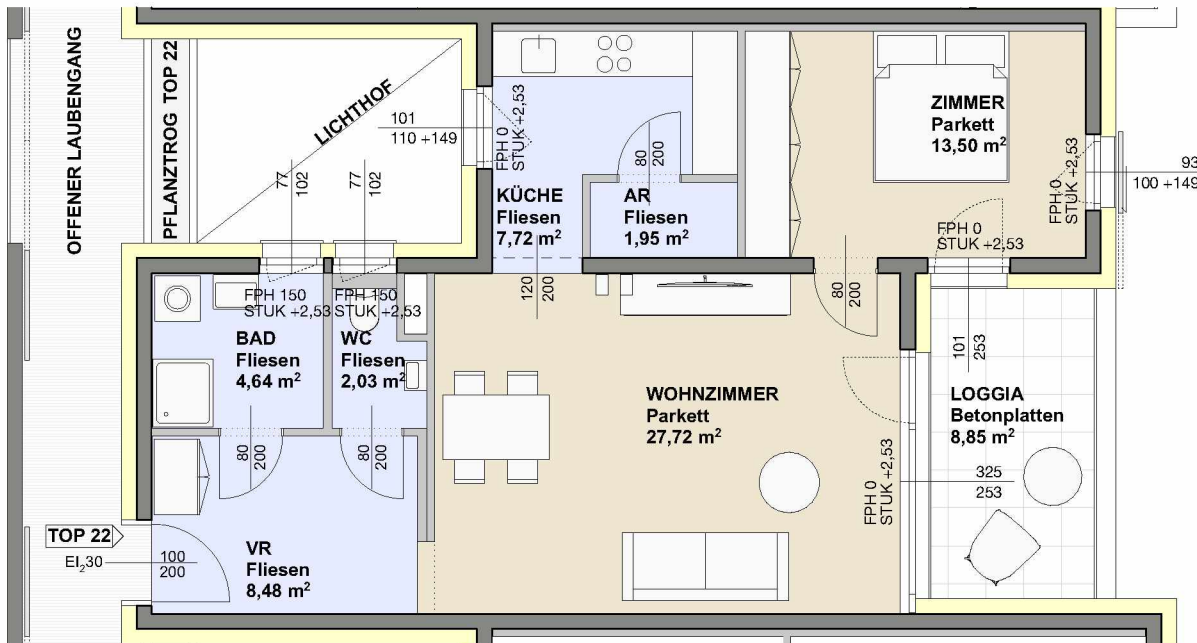 OFFENER LAUBENGANG
PFLANZTROG TOP 22
LICHTHOF
77
102
77
102
101
110 +149
FPH 0
STUK +2,53
KÜCHE
Fliesen
7,72 m²
80
200
AR
Fliesen
1,95 m²
ZIMMER
Parkett
13,50 m²
FPH 0
STUK +2,53
93
100 +149
FPH 0
STUK +2,53
FPH 150
STUK +2,53
FPH 150
STUK +2,53
120
200
80
200
BAD
Fliesen
4,64 m²
WC
Fliesen
2,03 m²
WOHNZIMMER
Parkett
27,72 m²
101
253
LOGGIA
Betonplatten
8,85 m²
80
200
80
200
FPH 0
STUK +2,53
325
253
TOP 22
EI₂30
100
200
VR
Fliesen
8,48 m²